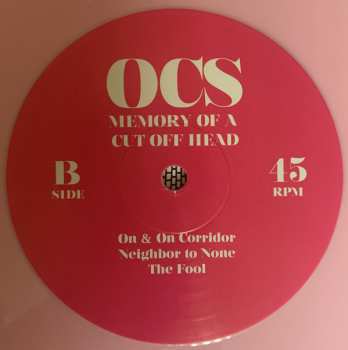 OCS
MEMORY OF A
CUT OFF HEAD
B
SIDE
45
RPM
On & On Corridor
Neighbor to None
The Fool